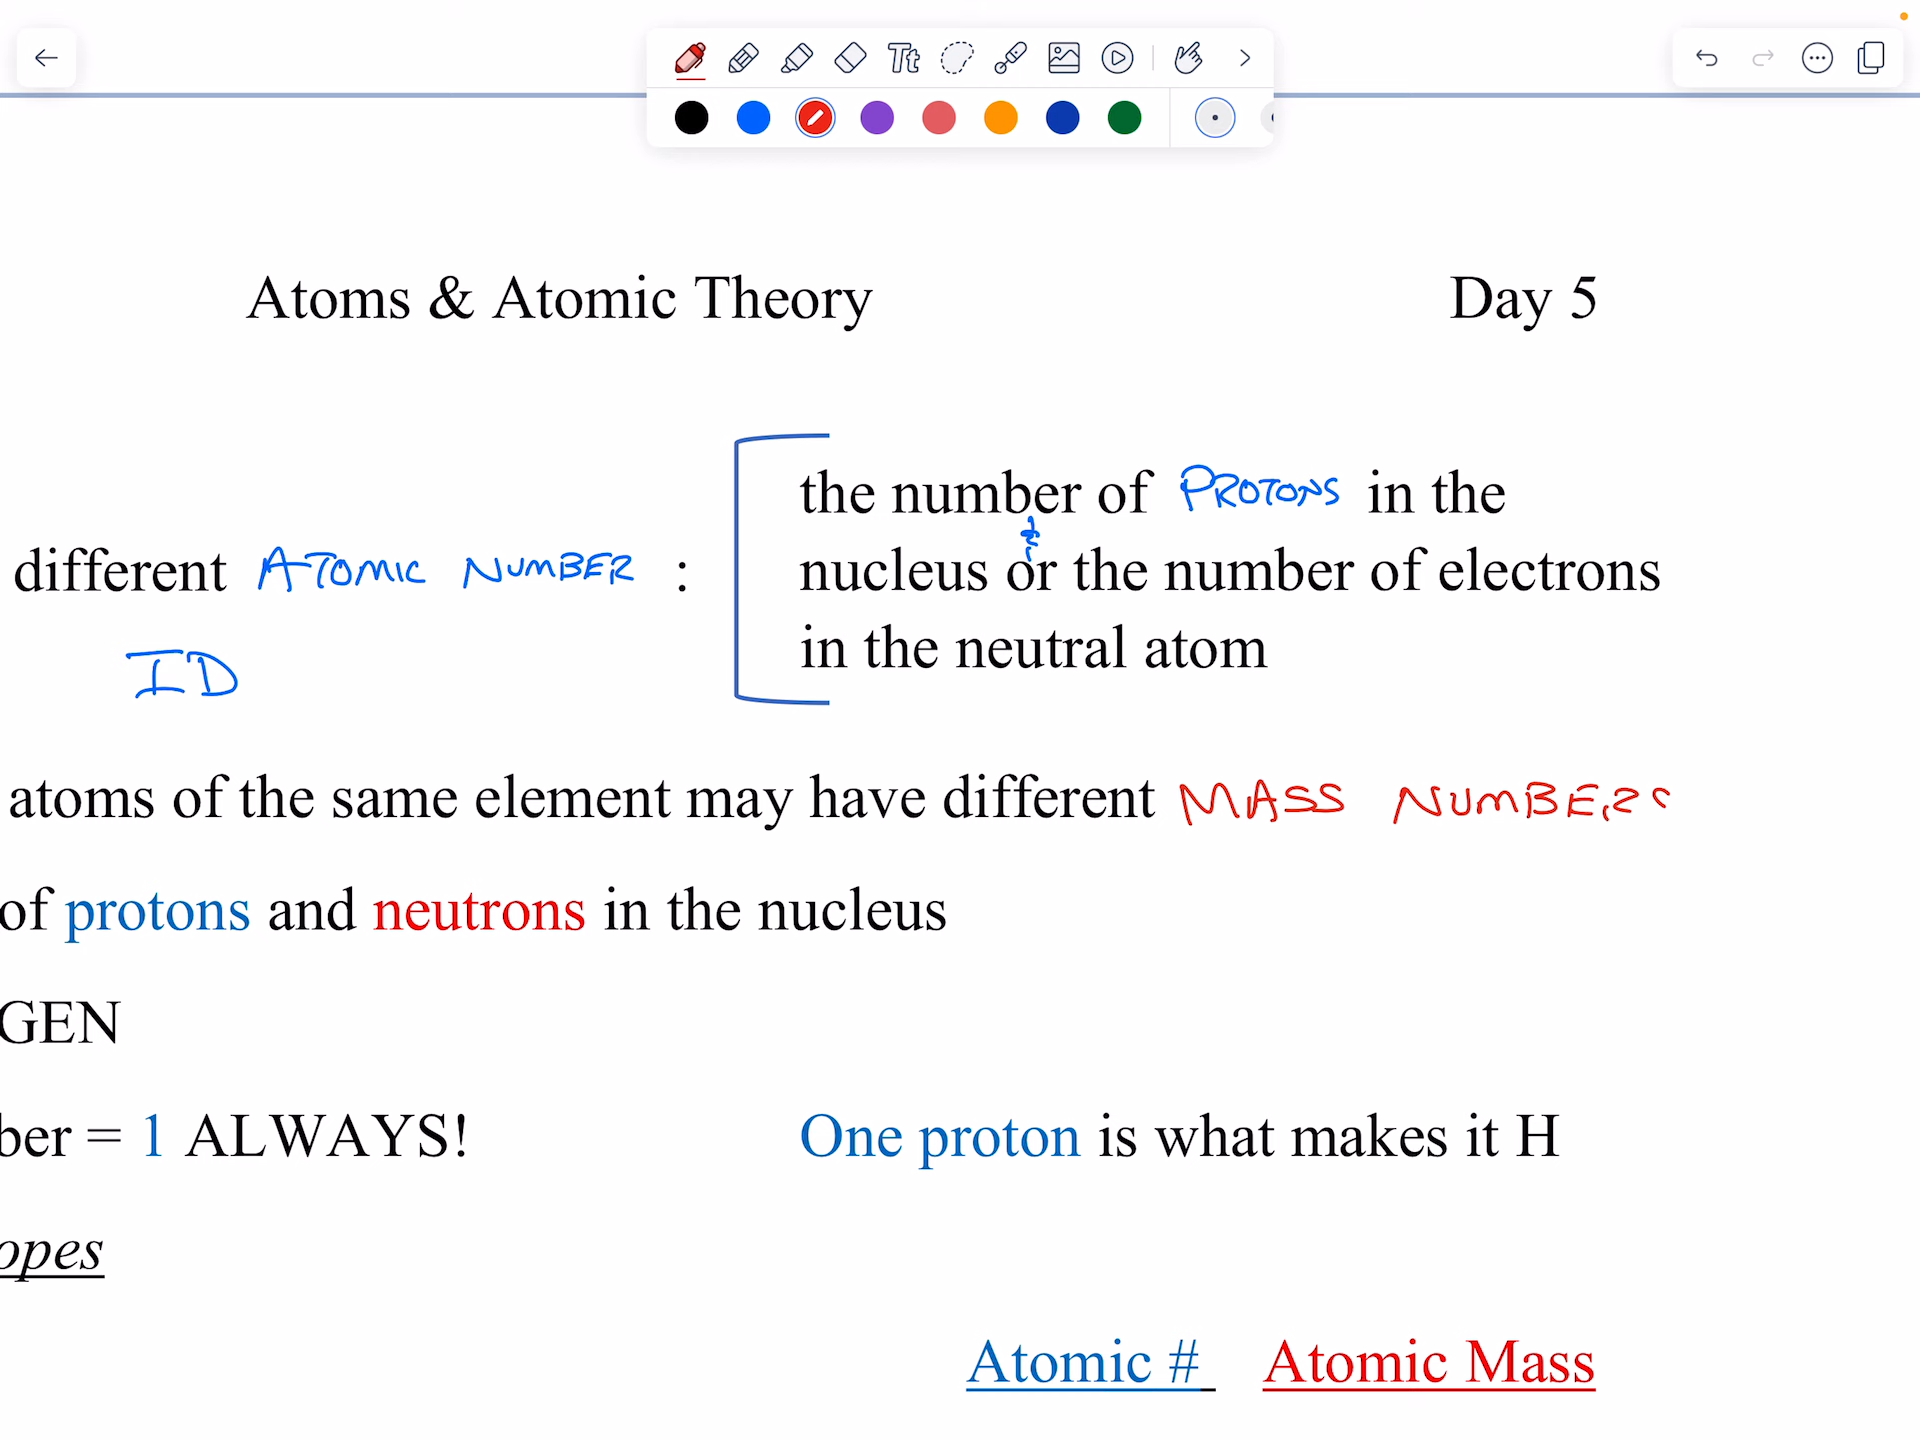 Tt
Atoms & Atomic Theory Day 5
the number of PROTONS in the
&
different ATOMIC NUMBER : nucleus or the number of electrons
ID in the neutral atom
atoms of the same element may have different MASS NUMBERS
of protons and neutrons in the nucleus
GEN
ber = 1 ALWAYS! One proton is what makes it H
opes
Atomic # Atomic Mass